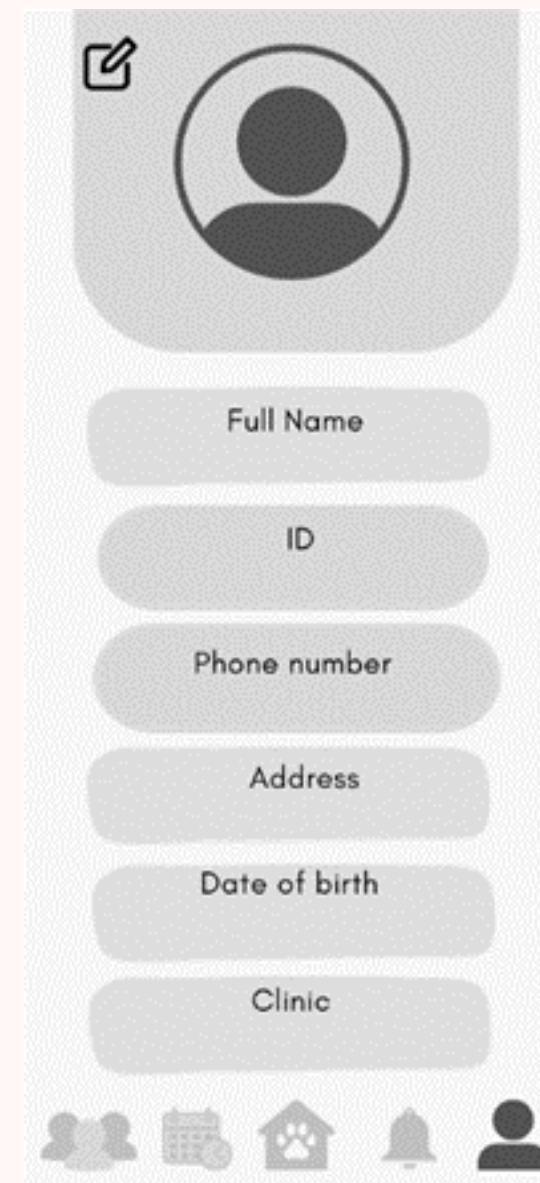 Full Name
ID
Phone number
Address
Date of birth
Clinic